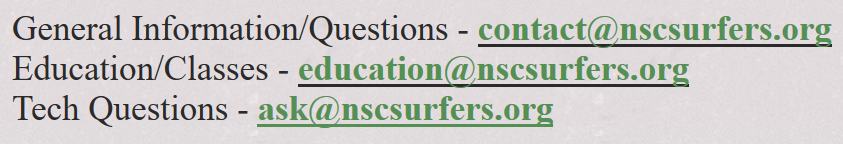 General Information/Questions - contact@nscsurfers.org
Education/Classes - education@nscsurfers.org
Tech Questions - ask@nscsurfers.org